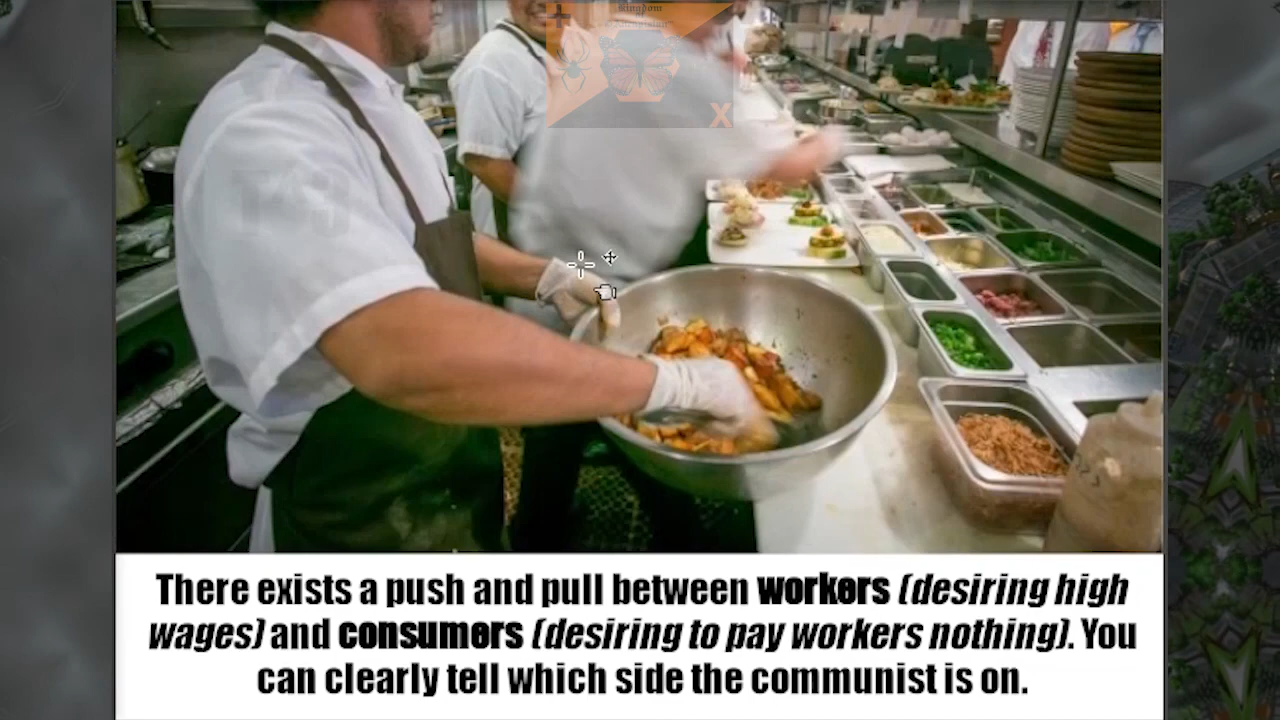 Kingdom
X
There exists a push and pull between workers (desiring high
wages) and consumers (desiring to pay workers nothing). You
can clearly tell which side the communist is on.